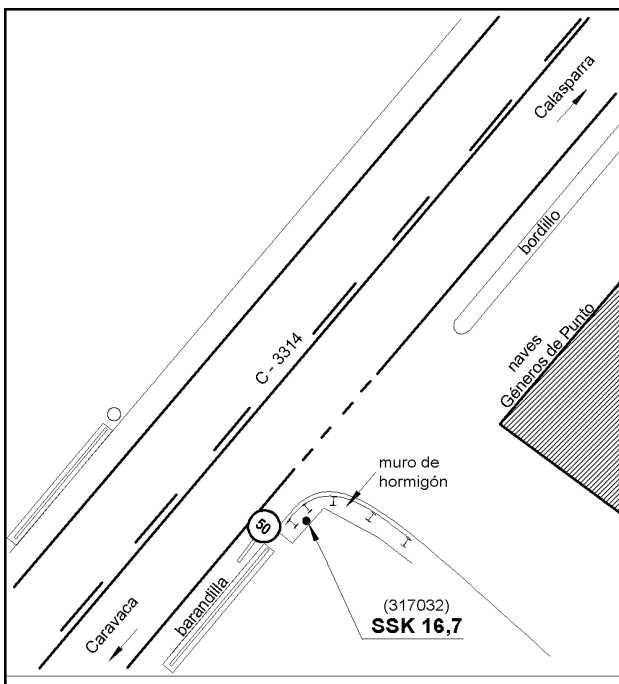 Calasparra
bordillo
naves
Géneros de Punto
C - 3314
muro de
hormigón
50
barandilla
Caravaca
(317032)
SSK 16,7